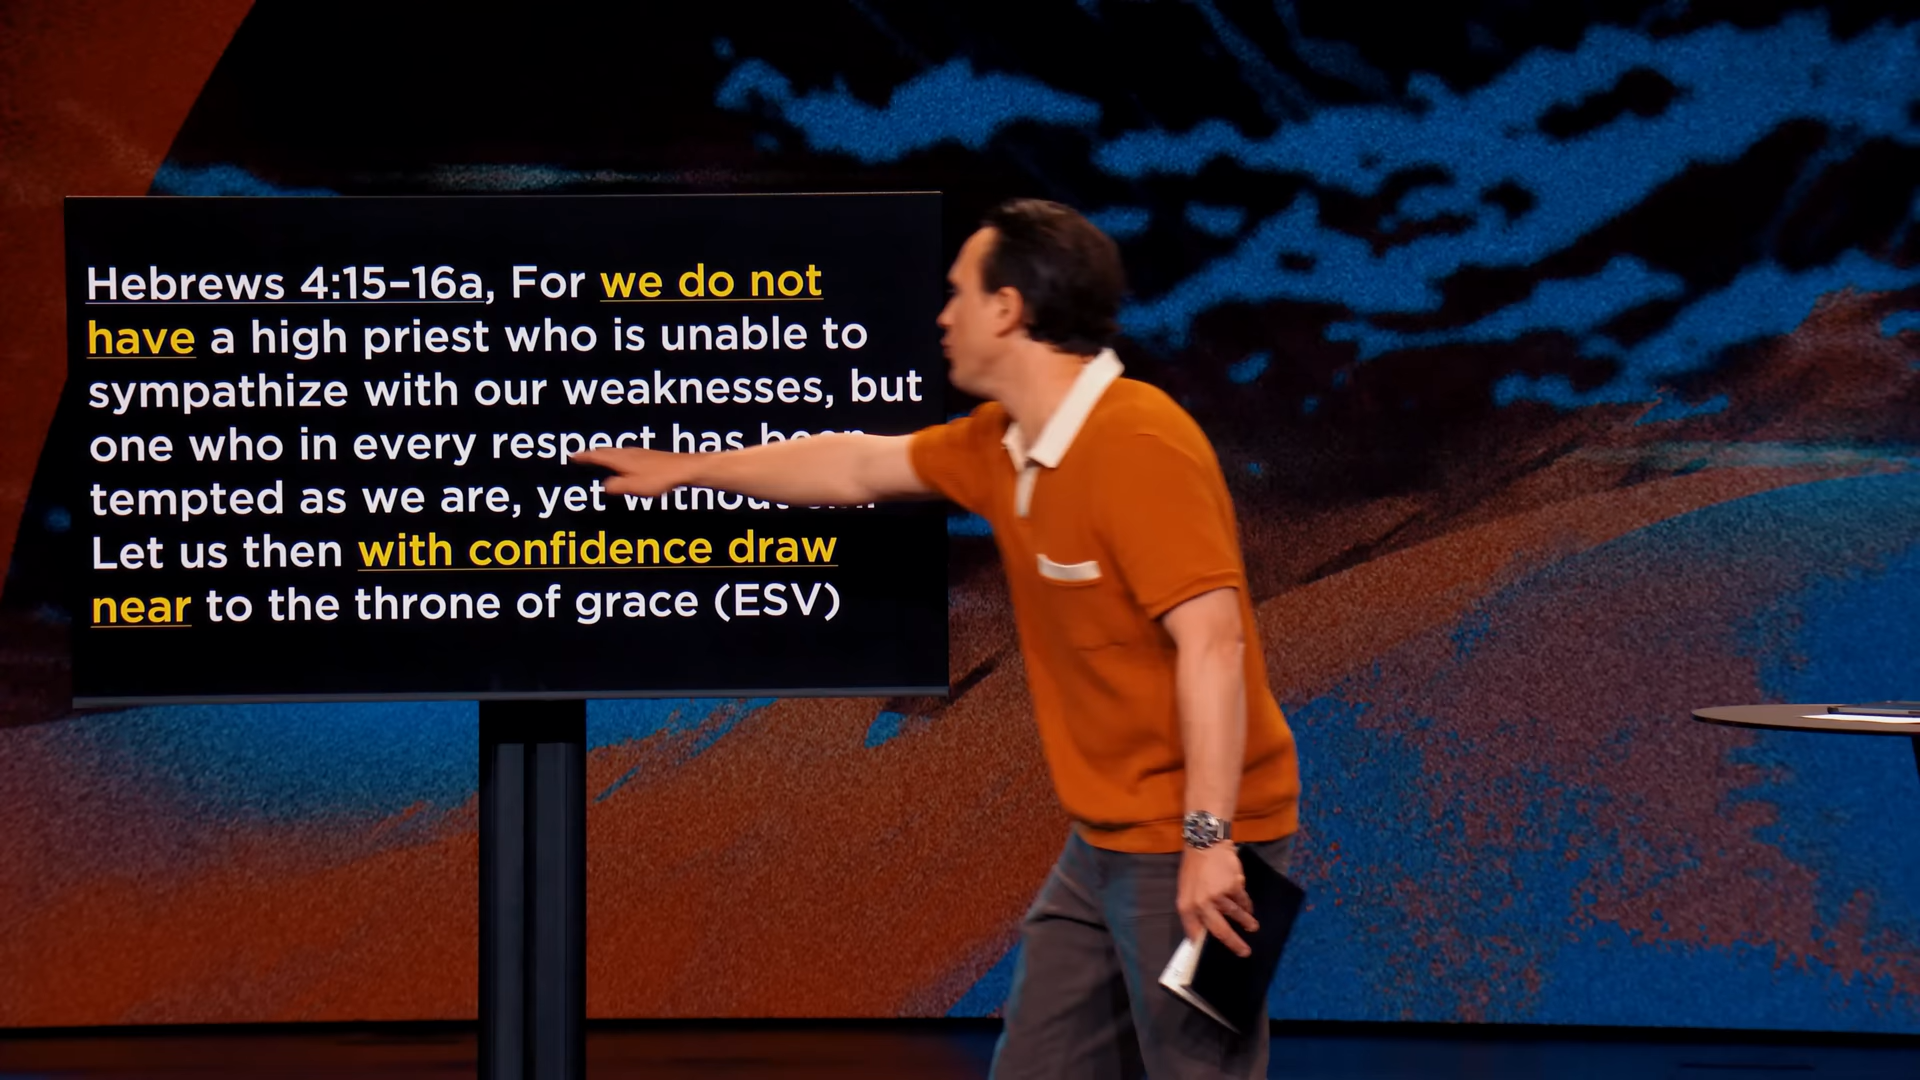 Hebrews 4:15–16a, For we do not
have a high priest who is unable to
sympathize with our weaknesses, but
one who in every respect has been
tempted as we are, yet without
Let us then with confidence draw
near to the throne of grace (ESV)